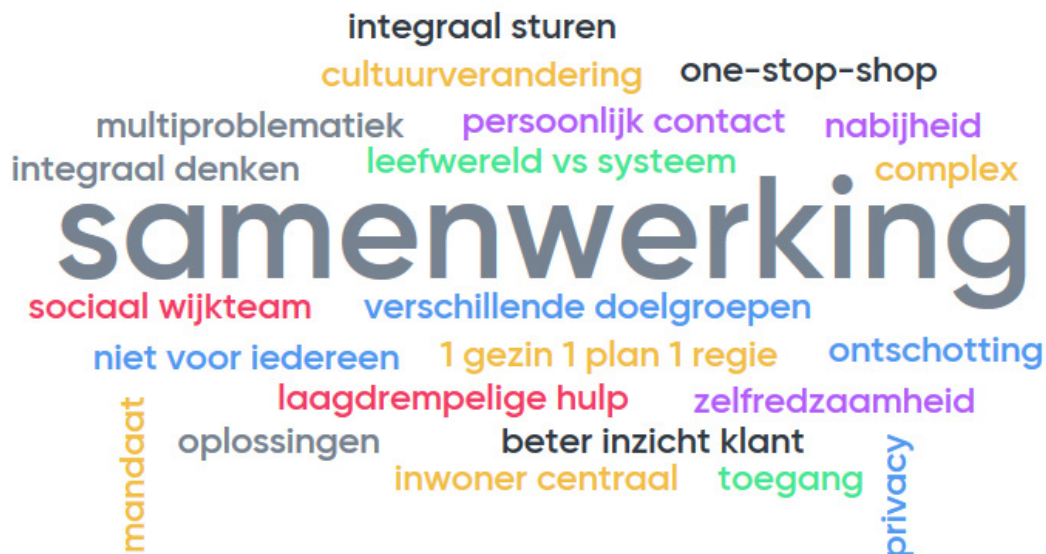 integraal sturen
cultuurverandering
one-stop-shop
multiproblematiek
persoonlijk contact
nabijheid
integraal denken
leefwereld vs systeem
complex
samenwerking
sociaal wijkteam
verschillende doelgroepen
niet voor iedereen
1 gezin 1 plan 1 regie
ontschotting
laagdrempelige hulp
zelfredzaamheid
mandaat
oplossingen
beter inzicht klant
privacy
inwoner centraal
toegang